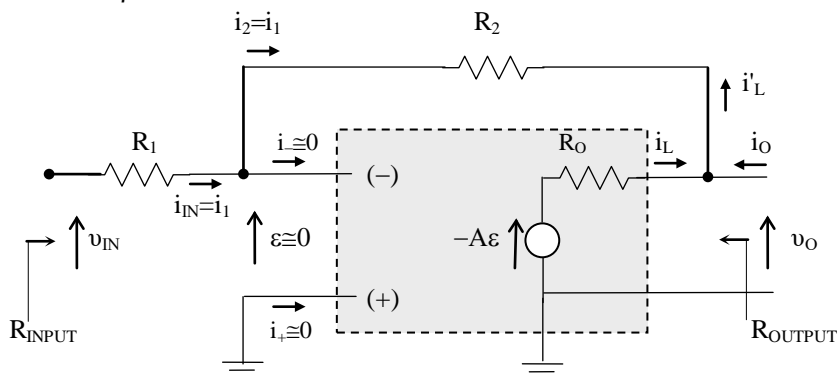 i₂=i₁
R₂
i'L
R₁
i₋≅0
(−)
RO
iL
iO
iIN=i₁
υIN
ε≅0
−Aε
υO
(+)
i₊≅0
RINPUT
ROUTPUT